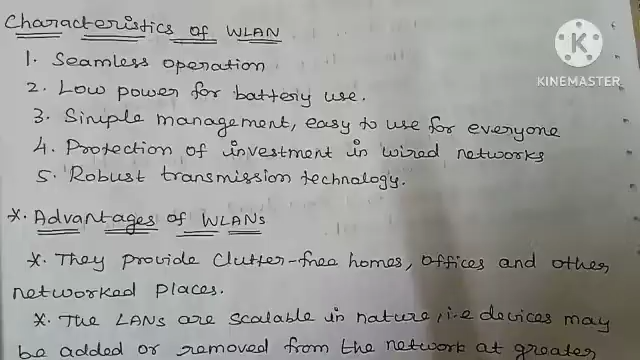 Characteristics of WLAN
1. Seamless operation
2. Low power for battery use.
3. Simple management, easy to use for everyone
4. Protection of investment in wired networks
5. Robust transmission technology.
*. Advantages of WLANs
*. They provide clutter-free homes, offices and other
networked places.
*. The LANs are scalable in nature, i.e devices may
be added or removed from the network at greater
K
KINEMASTER